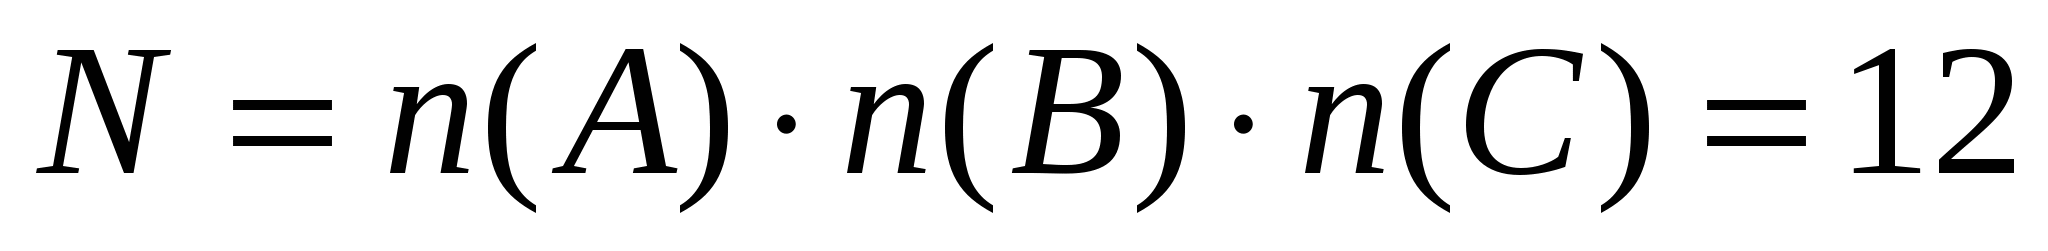 N = n(A) · n(B) · n(C) = 12